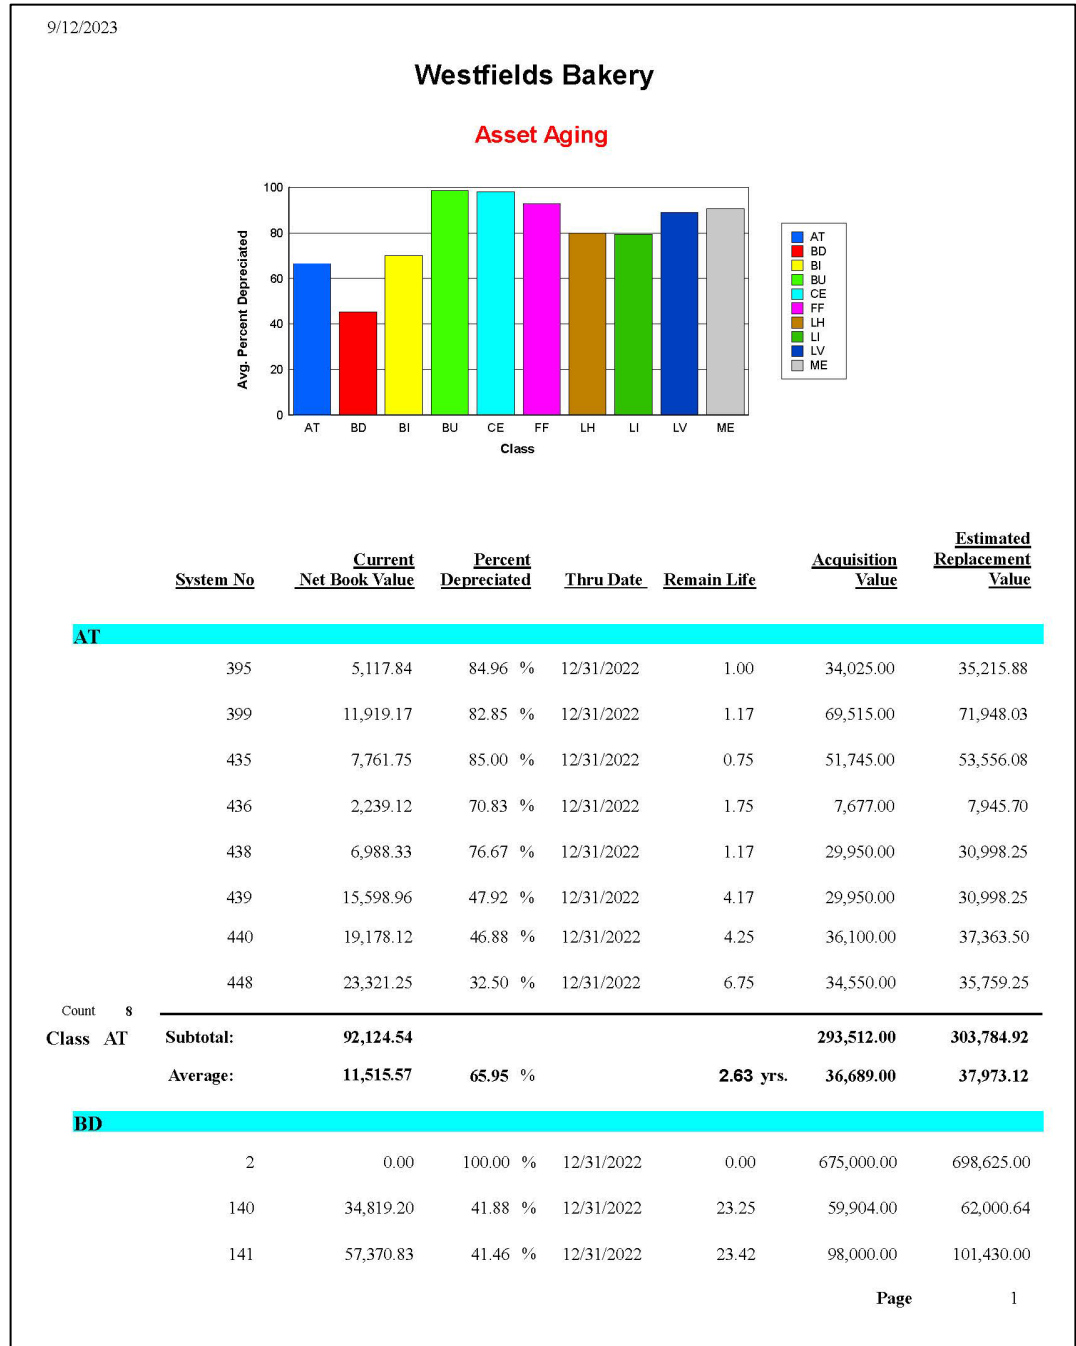 9/12/2023
Westfields Bakery
Asset Aging
Avg. Percent Depreciated
100
80
60
40
20
0
AT BD BI BU CE FF LH LI LV ME
Class
AT
BD
BI
BU
CE
FF
LH
LI
LV
ME
Estimated
Current Percent Acquisition Replacement
System No Net Book Value Depreciated Thru Date Remain Life Value Value
AT
395 5,117.84 84.96 % 12/31/2022 1.00 34,025.00 35,215.88
399 11,919.17 82.85 % 12/31/2022 1.17 69,515.00 71,948.03
435 7,761.75 85.00 % 12/31/2022 0.75 51,745.00 53,556.08
436 2,239.12 70.83 % 12/31/2022 1.75 7,677.00 7,945.70
438 6,988.33 76.67 % 12/31/2022 1.17 29,950.00 30,998.25
439 15,598.96 47.92 % 12/31/2022 4.17 29,950.00 30,998.25
440 19,178.12 46.88 % 12/31/2022 4.25 36,100.00 37,363.50
448 23,321.25 32.50 % 12/31/2022 6.75 34,550.00 35,759.25
Count 8
Class AT Subtotal: 92,124.54 293,512.00 303,784.92
Average: 11,515.57 65.95 % 2.63 yrs. 36,689.00 37,973.12
BD
2 0.00 100.00 % 12/31/2022 0.00 675,000.00 698,625.00
140 34,819.20 41.88 % 12/31/2022 23.25 59,904.00 62,000.64
141 57,370.83 41.46 % 12/31/2022 23.42 98,000.00 101,430.00
Page 1